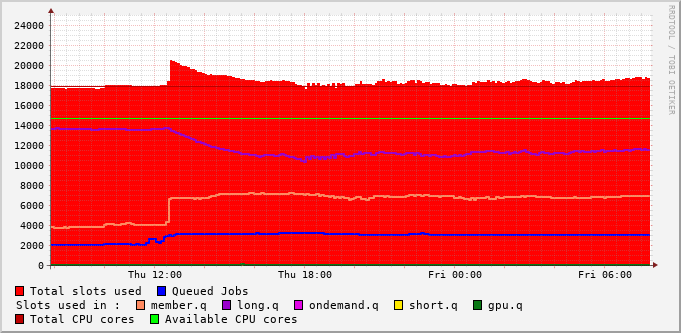 RRDTOOL / TOBI OETIKER
24000
22000
20000
18000
16000
14000
12000
10000
8000
6000
4000
2000
0
Thu 12:00 Thu 18:00 Fri 00:00 Fri 06:00
Total slots used Queued Jobs
Slots used in : member.q long.q ondemand.q short.q gpu.q
Total CPU cores Available CPU cores